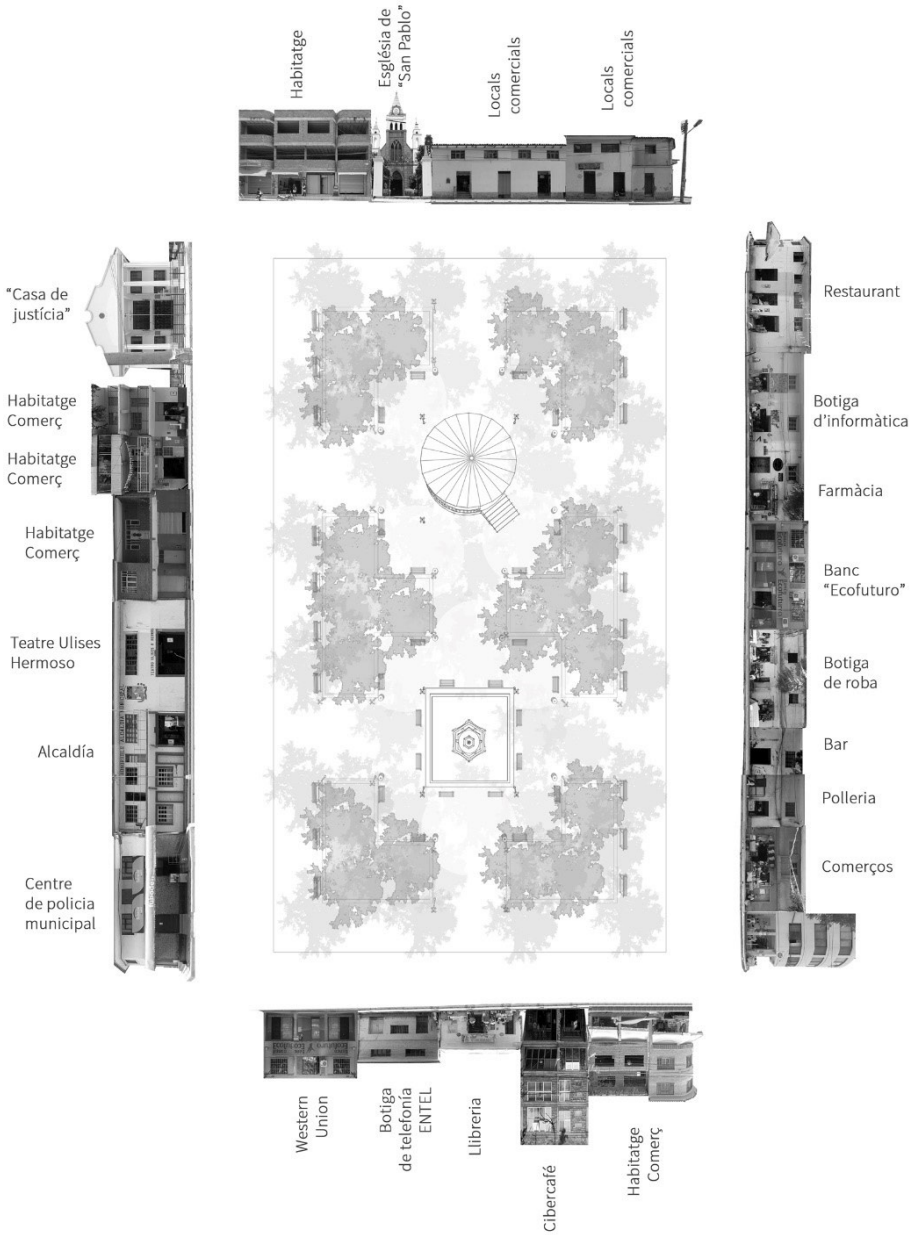 Habitatge
Església de
“San Pablo”
Locals
comercials
Locals
comercials
“Casa de
justícia”
Habitatge
Comerç
Habitatge
Comerç
Habitatge
Comerç
Teatre Ulises
Hermoso
Alcaldía
Centre
de policia
municipal
Restaurant
Botiga
d’informàtica
Farmàcia
Banc
“Ecofuturo”
Botiga
de roba
Bar
Polleria
Comerços
Western
Union
Botiga
de telefonía
ENTEL
Llibreria
Cibercafé
Habitatge
Comerç